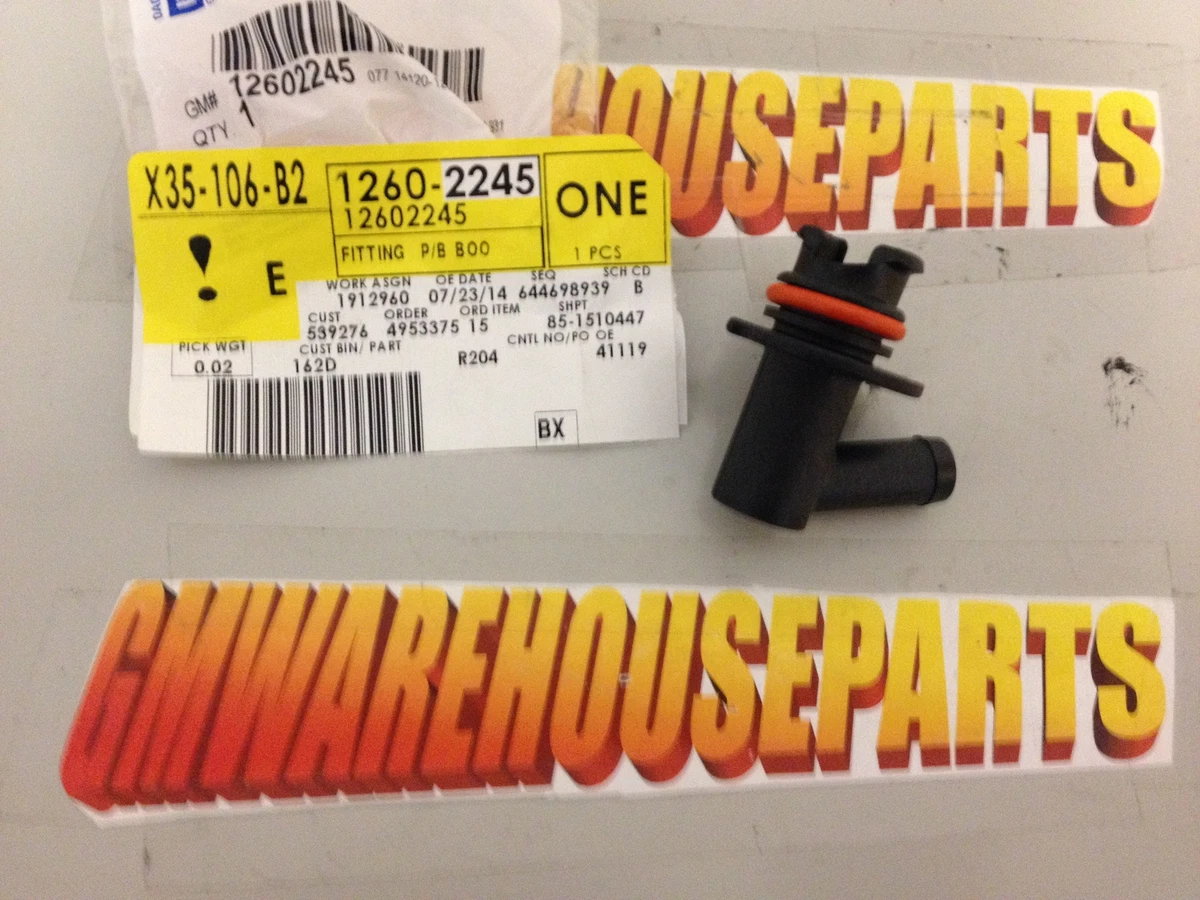 GM# 12602245 077 14120-
QTY 1
HOUSEPARTS
X35-106-B2
! E
1260-2245
12602245
FITTING P/B BOO
ONE
1 PCS
WORK ASGN OE DATE SEQ SCH CD
1912960 07/23/14 644698939 B
CUST ORDER ORD ITEM SHPT
539276 4953375 15 85-1510447
PICK WGT CUST BIN/ PART CNTL NO/PO OE
0.02 162D R204 41119
BX
GMWAREHOUSEPARTS